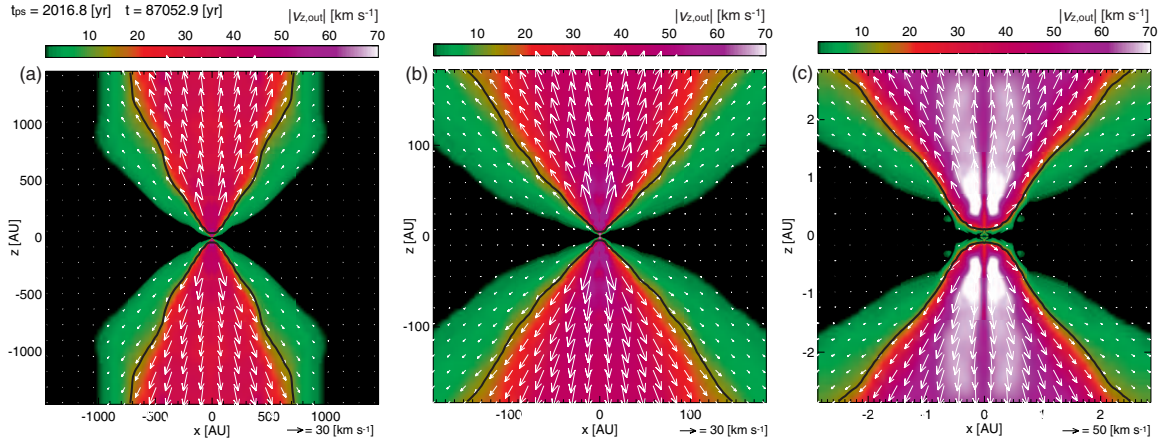 t_ps = 2016.8 [yr] t = 87052.9 [yr]
|v_z,out| [km s⁻¹] |v_z,out| [km s⁻¹] |v_z,out| [km s⁻¹]
10 20 30 40 50 60 70 10 20 30 40 50 60 70 10 20 30 40 50 60 70
(a) (b) (c)
z [AU]
1000
500
0
-500
-1000
-1000 -500 0 500 1000
x [AU] = 30 [km s⁻¹]
z [AU]
100
0
-100
-100 0 100
x [AU] = 30 [km s⁻¹]
z [AU]
2
1
0
-1
-2
-2 -1 0 1 2
x [AU] = 50 [km s⁻¹]